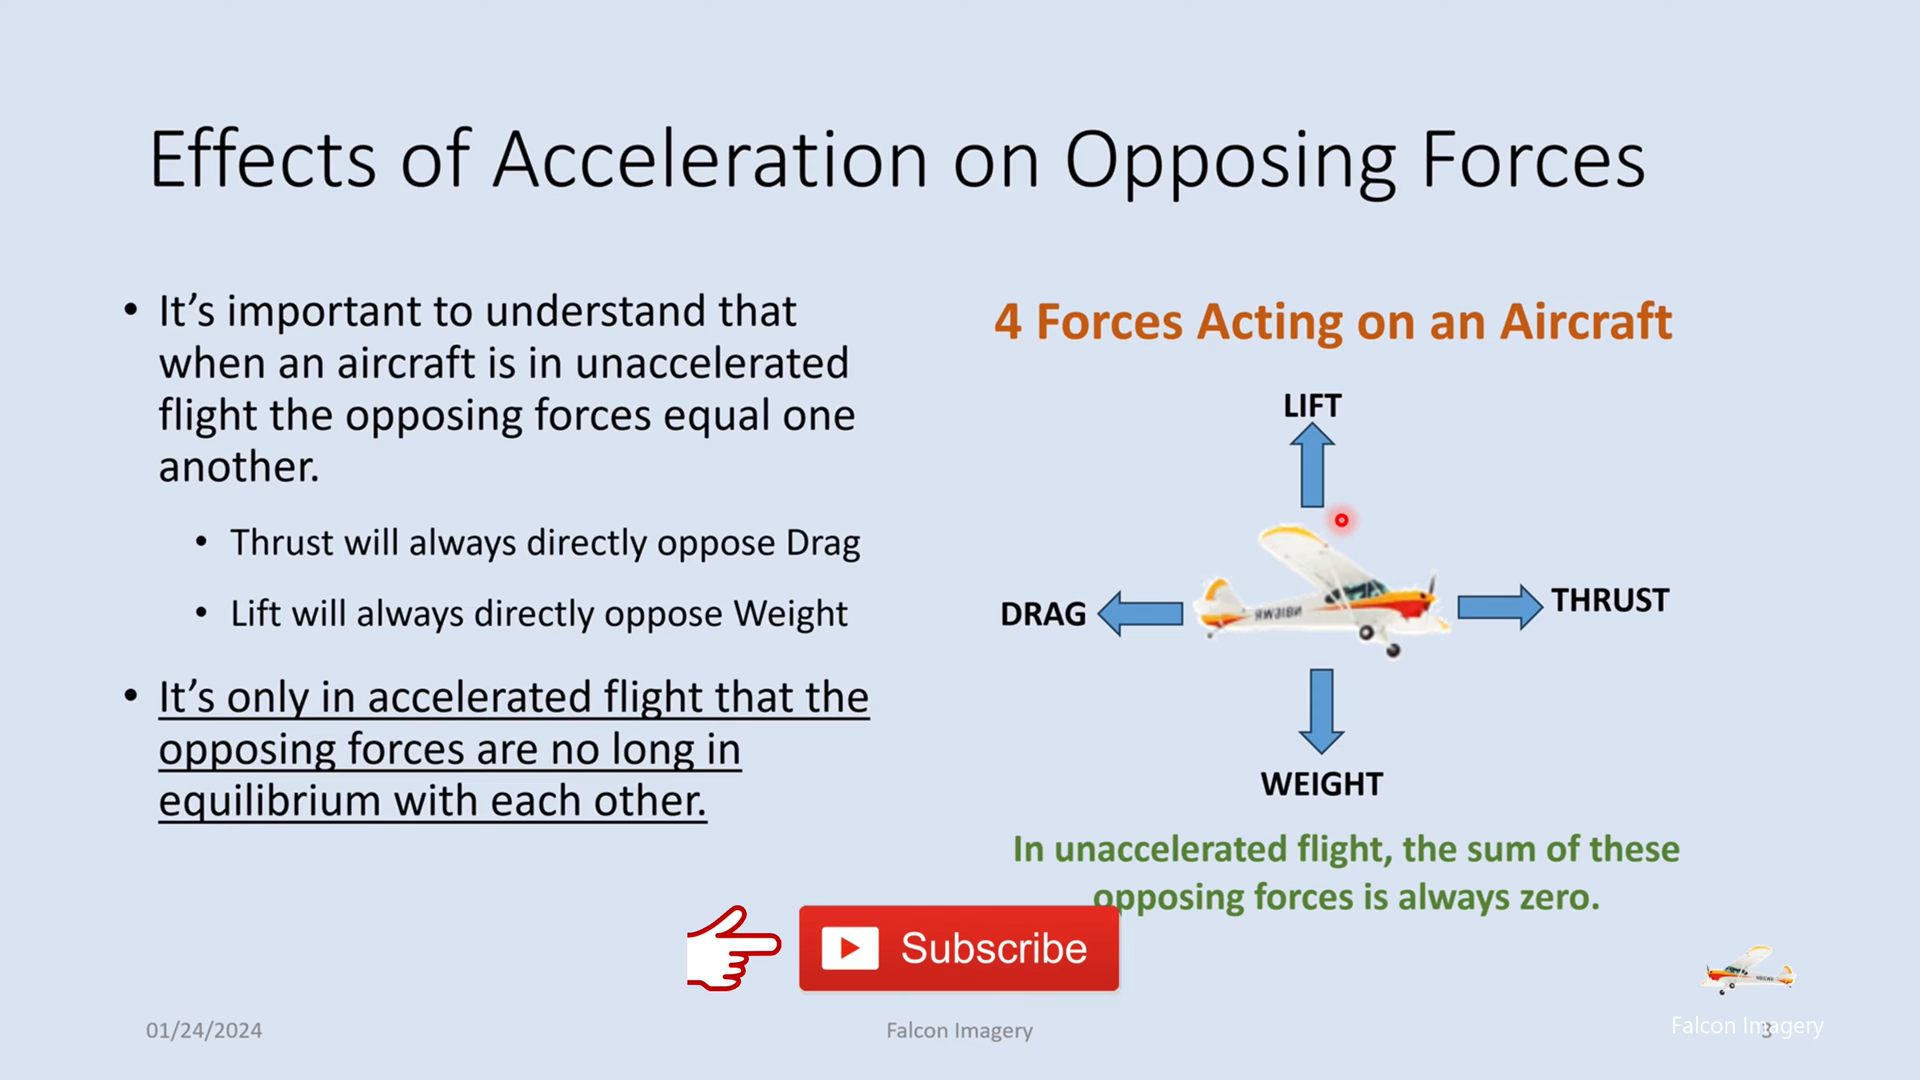 Effects of Acceleration on Opposing Forces
• It’s important to understand that
when an aircraft is in unaccelerated
flight the opposing forces equal one
another.
• Thrust will always directly oppose Drag
• Lift will always directly oppose Weight
• It’s only in accelerated flight that the
opposing forces are no long in
equilibrium with each other.
4 Forces Acting on an Aircraft
LIFT
DRAG
THRUST
WEIGHT
In unaccelerated flight, the sum of these
opposing forces is always zero.
Subscribe
01/24/2024
Falcon Imagery
Falcon Imagery
3